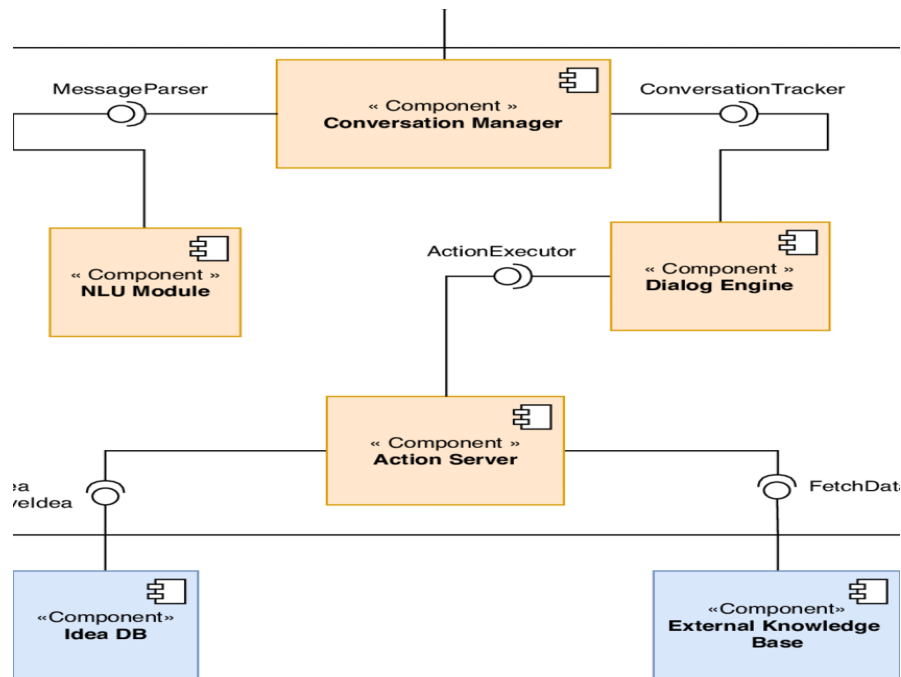 MessageParser
ConversationTracker
« Component »
Conversation Manager
ActionExecutor
« Component »
NLU Module
« Component »
Dialog Engine
« Component »
Action Server
FetchData
«Component»
Idea DB
«Component»
External Knowledge
Base